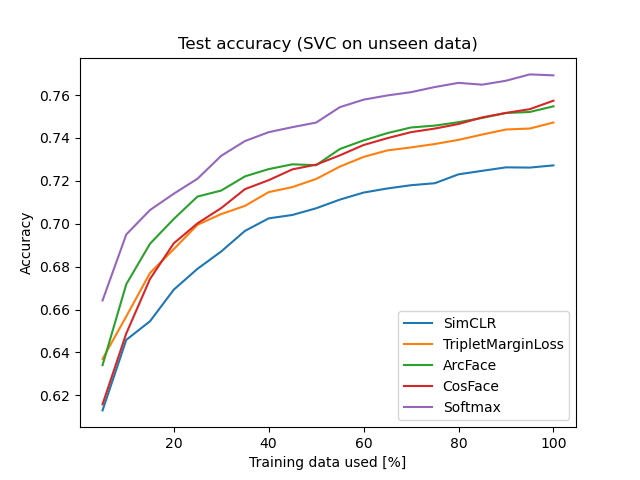 Test accuracy (SVC on unseen data)
Accuracy
0.76
0.74
0.72
0.70
0.68
0.66
0.64
0.62
SimCLR
TripletMarginLoss
ArcFace
CosFace
Softmax
20 40 60 80 100
Training data used [%]